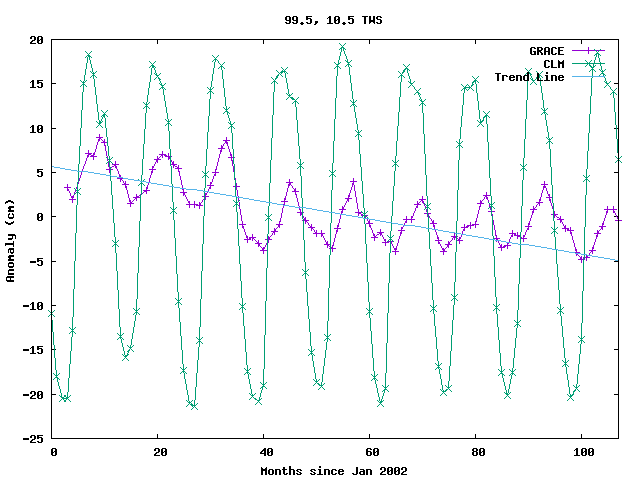 99.5, 10.5 TWS
GRACE
CLM
Trend Line
20
15
10
5
0
-5
-10
-15
-20
-25
Anomaly (cm)
0 20 40 60 80 100
Months since Jan 2002